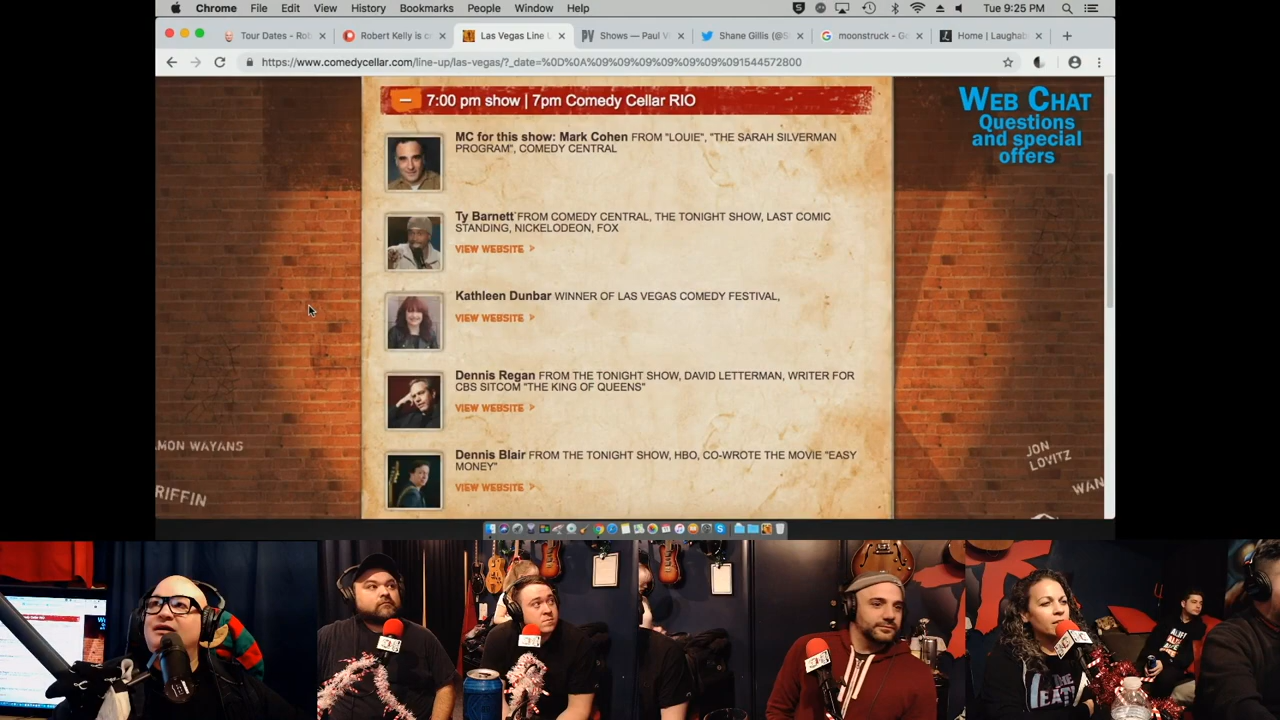 Chrome File Edit View History Bookmarks People Window Help Tue 9:25 PM
Tour Dates - Rob
Robert Kelly is c
Las Vegas Line U
Shows — Paul V
Shane Gillis (@S
moonstruck - Go
Home | Laughab
https://www.comedycellar.com/line-up/las-vegas/?_date=%0D%0A%09%09%09%09%09%09%091544572800
7:00 pm show | 7pm Comedy Cellar RIO
MC for this show: Mark Cohen FROM "LOUIE", "THE SARAH SILVERMAN
PROGRAM", COMEDY CENTRAL
Ty Barnett FROM COMEDY CENTRAL, THE TONIGHT SHOW, LAST COMIC
STANDING, NICKELODEON, FOX
VIEW WEBSITE >
Kathleen Dunbar WINNER OF LAS VEGAS COMEDY FESTIVAL,
VIEW WEBSITE >
Dennis Regan FROM THE TONIGHT SHOW, DAVID LETTERMAN, WRITER FOR
CBS SITCOM "THE KING OF QUEENS"
VIEW WEBSITE >
Dennis Blair FROM THE TONIGHT SHOW, HBO, CO-WROTE THE MOVIE "EASY
MONEY"
VIEW WEBSITE >
WEB CHAT
Questions
and special
offers
MON WAYANS
RIFFIN
JON
LOVITZ
WAN